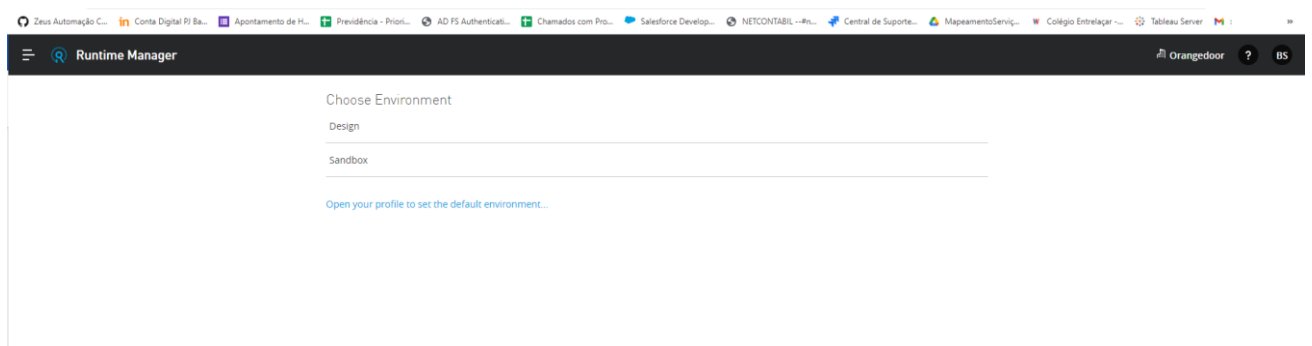 Zeus Automação C... Conta Digital PJ Ba... Apontamento de H... Previdência - Priori... AD FS Authenticati... Chamados com Pro... Salesforce Develop... NETCONTABIL --#n... Central de Suporte... MapeamentoServiç... Colégio Entrelaçar -... Tableau Server
Runtime Manager Orangedoor ? BS
Choose Environment
Design
Sandbox
Open your profile to set the default environment...